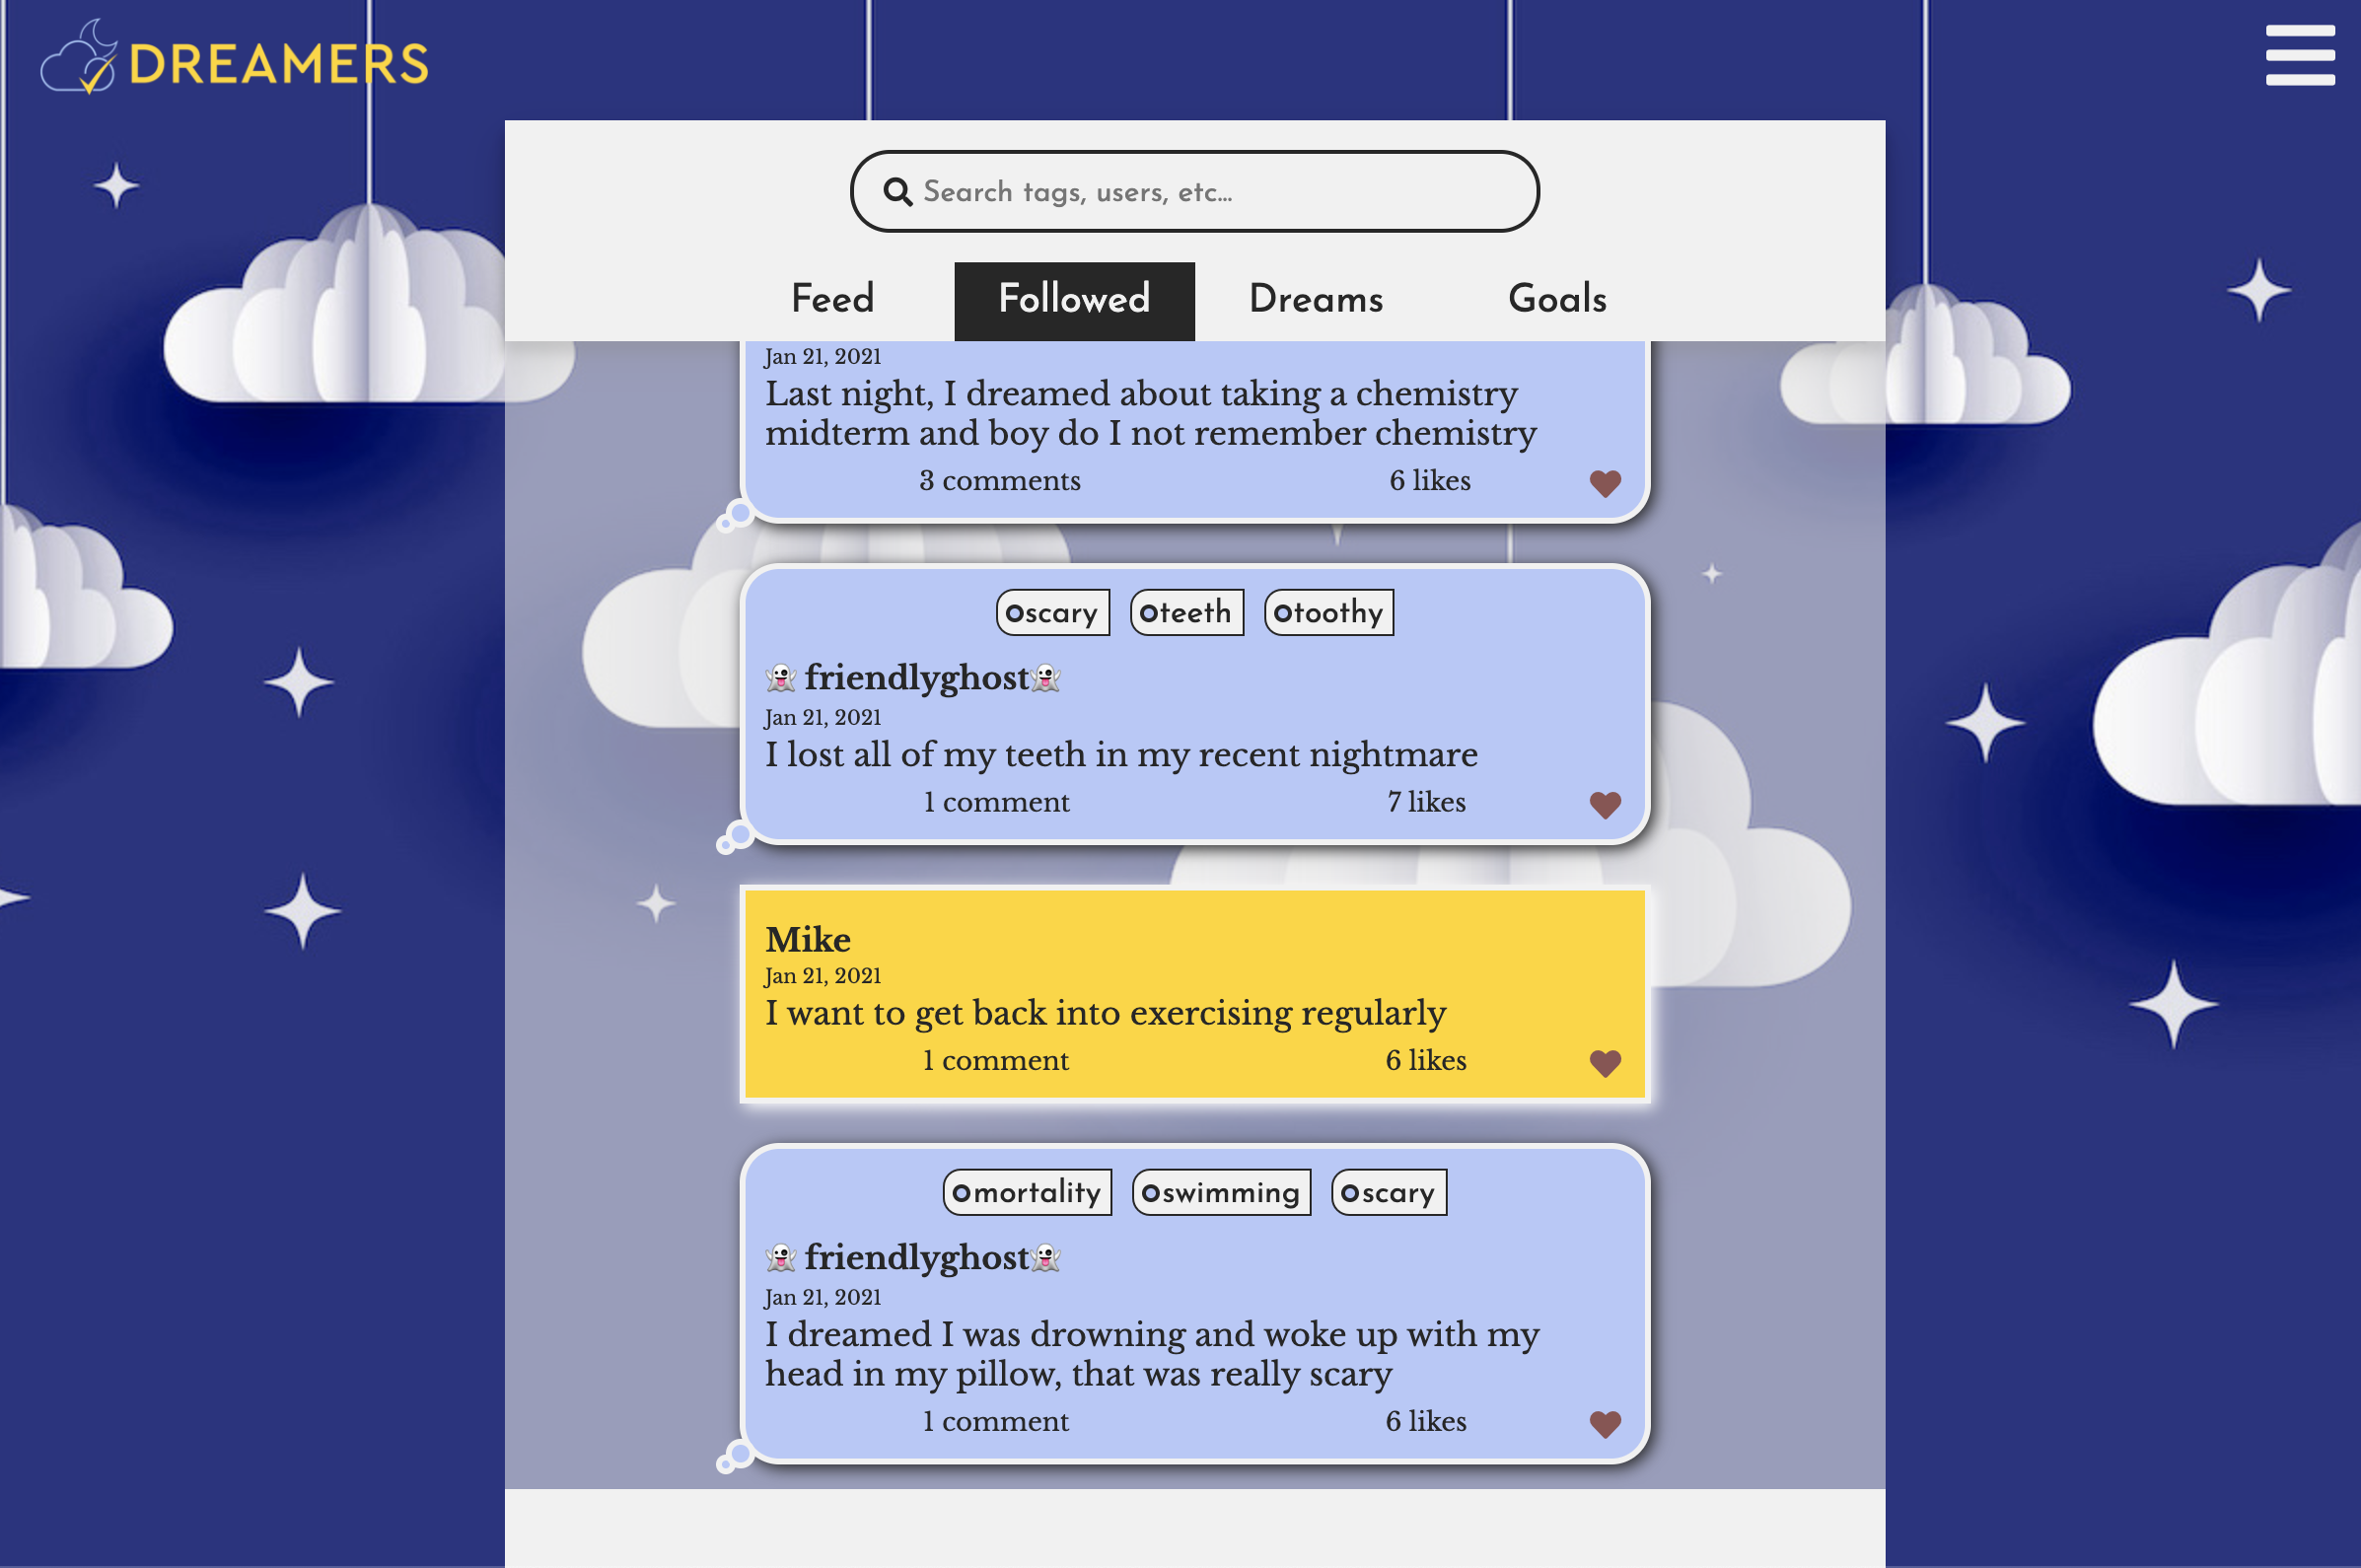 DREAMERS
Search tags, users, etc...
Feed Followed Dreams Goals
Jan 21, 2021
Last night, I dreamed about taking a chemistry
midterm and boy do I not remember chemistry
3 comments 6 likes
scary teeth toothy
👻 friendlyghost👻
Jan 21, 2021
I lost all of my teeth in my recent nightmare
1 comment 7 likes
Mike
Jan 21, 2021
I want to get back into exercising regularly
1 comment 6 likes
mortality swimming scary
👻 friendlyghost👻
Jan 21, 2021
I dreamed I was drowning and woke up with my
head in my pillow, that was really scary
1 comment 6 likes